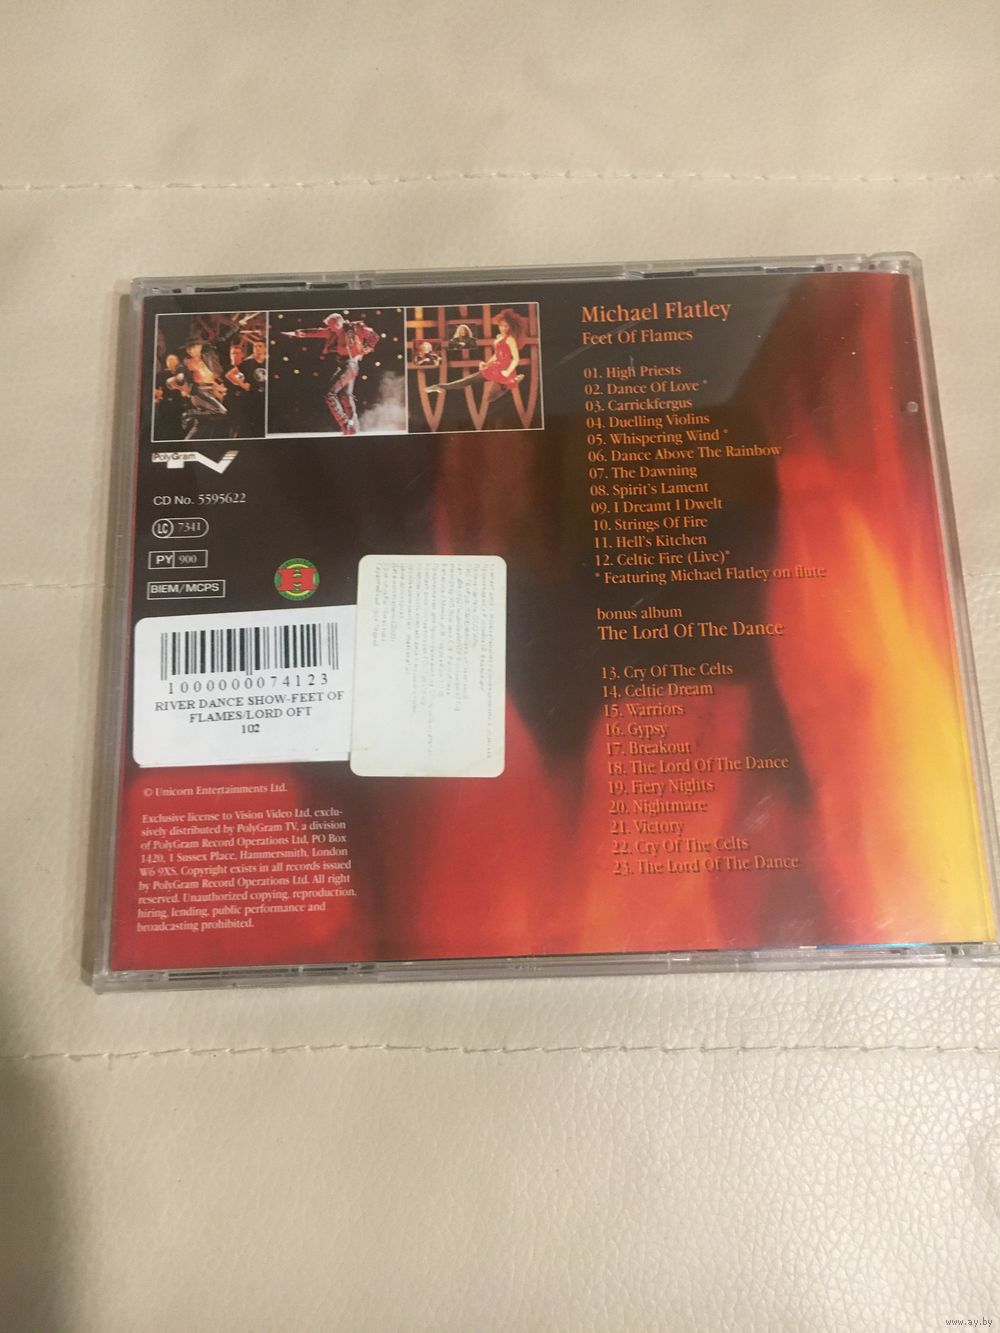 Michael Flatley
Feet Of Flames
01. High Priests
02. Dance Of Love *
03. Carrickfergus
04. Duelling Violins
05. Whispering Wind *
06. Dance Above The Rainbow
07. The Dawning
08. Spirit's Lament
09. I Dreamt I Dwelt
10. Strings Of Fire
11. Hell's Kitchen
12. Celtic Fire (Live)*
* Featuring Michael Flatley on flute
bonus album
The Lord Of The Dance
13. Cry Of The Celts
14. Celtic Dream
15. Warriors
16. Gypsy
17. Breakout
18. The Lord Of The Dance
19. Fiery Nights
20. Nightmare
21. Victory
22. Cry Of The Celts
23. The Lord Of The Dance
PolyGram
TV
CD No. 5595622
LC 7341
PY 900
BIEM/MCPS
H
1000000074123
RIVER DANCE SHOW-FEET OF
FLAMES/LORD OFT
102
© Unicorn Entertainments Ltd.
Exclusive license to Vision Video Ltd, exclu-
sively distributed by PolyGram TV, a division
of PolyGram Record Operations Ltd, PO Box
1420, 1 Sussex Place, Hammersmith, London
W6 9XS. Copyright exists in all records issued
by PolyGram Record Operations Ltd. All right
reserved. Unauthorized copying, reproduction,
hiring, lending, public performance and
broadcasting prohibited.
www.ay.by